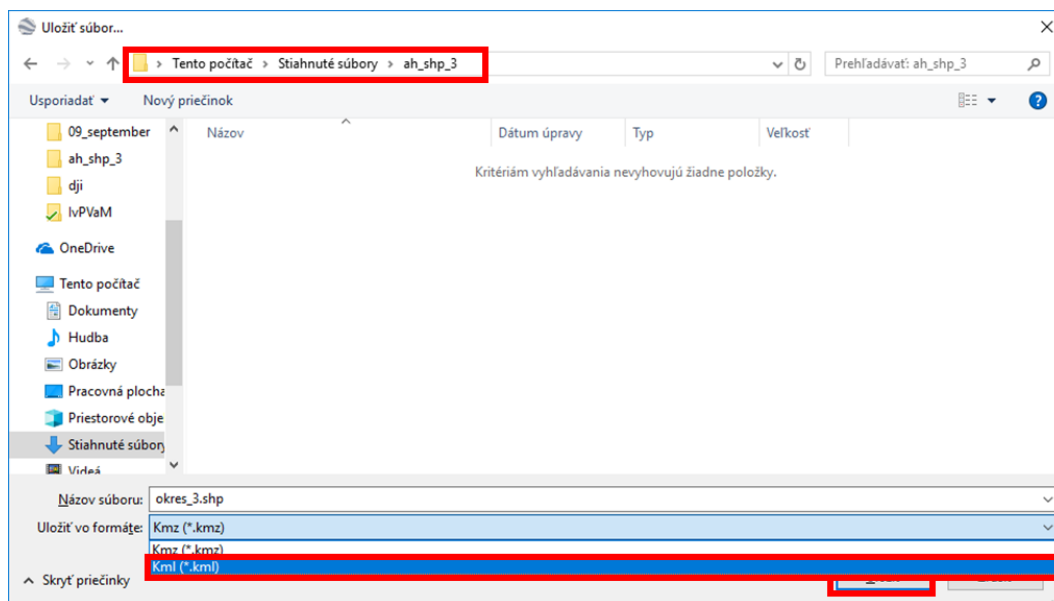 Uložiť súbor...
Tento počítač > Stiahnuté súbory > ah_shp_3
Prehľadávať: ah_shp_3
Usporiadať
Nový priečinok
Názov
Dátum úpravy
Typ
Veľkosť
Kritériám vyhľadávania nevyhovujú žiadne položky.
09_september
ah_shp_3
dji
IvPVaM
OneDrive
Tento počítač
Dokumenty
Hudba
Obrázky
Pracovná plocha
Priestorové obje
Stiahnuté súbory
Videá
Názov súboru: okres_3.shp
Uložiť vo formáte: Kmz (*.kmz)
Kmz (*.kmz)
Kml (*.kml)
Skryť priečinky